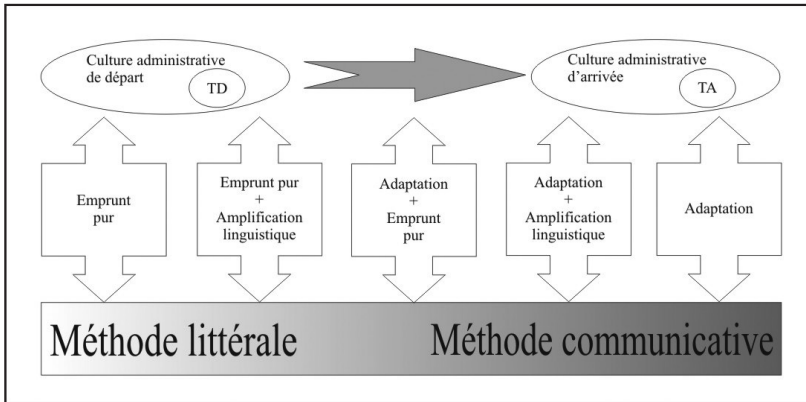 Culture administrative
de départ
TD
Culture administrative
d'arrivée
TA
Emprunt
pur
Emprunt pur
+
Amplification
linguistique
Adaptation
+
Emprunt
pur
Adaptation
+
Amplification
linguistique
Adaptation
Méthode littérale
Méthode communicative